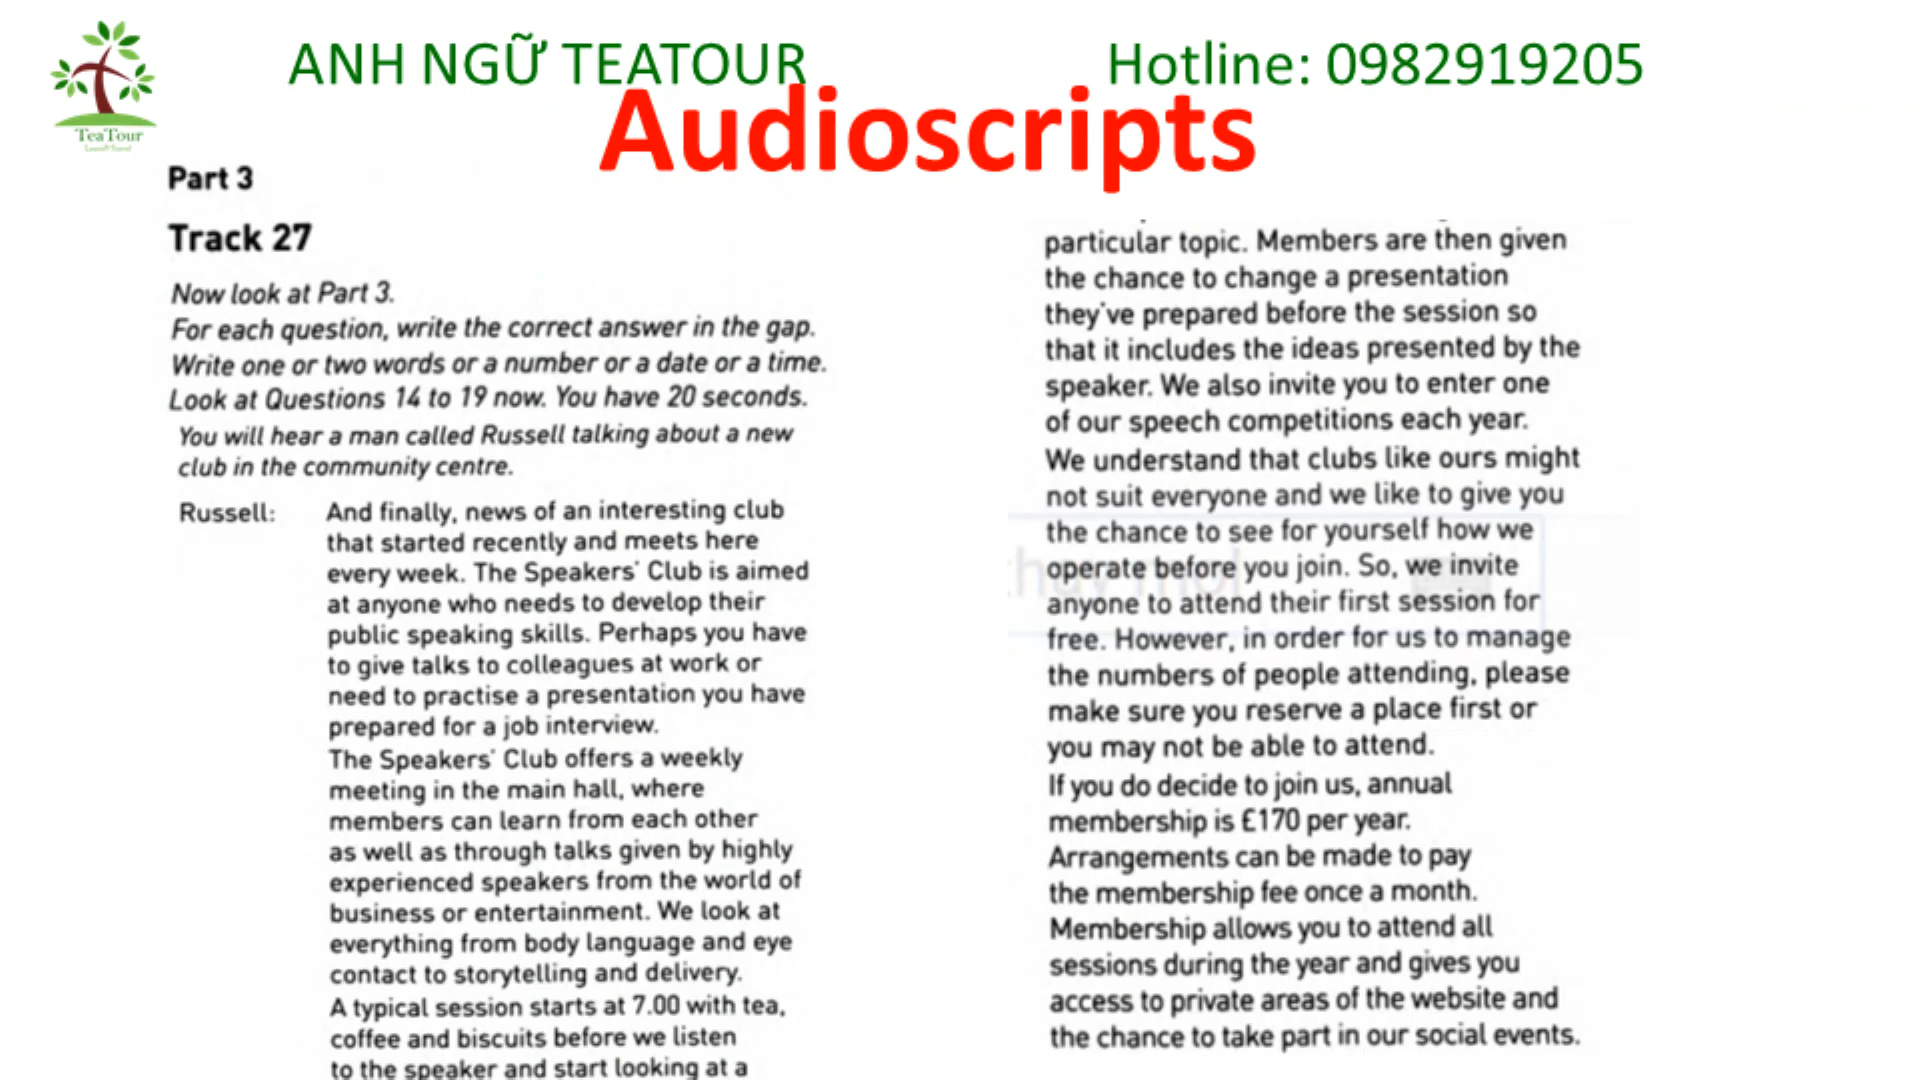 ANH NGỮ TEATOUR
Hotline: 0982919205
TeaTour
Audioscripts
Part 3
Track 27
Now look at Part 3.
For each question, write the correct answer in the gap.
Write one or two words or a number or a date or a time.
Look at Questions 14 to 19 now. You have 20 seconds.
You will hear a man called Russell talking about a new
club in the community centre.
Russell: And finally, news of an interesting club
that started recently and meets here
every week. The Speakers' Club is aimed
at anyone who needs to develop their
public speaking skills. Perhaps you have
to give talks to colleagues at work or
need to practise a presentation you have
prepared for a job interview.
The Speakers' Club offers a weekly
meeting in the main hall, where
members can learn from each other
as well as through talks given by highly
experienced speakers from the world of
business or entertainment. We look at
everything from body language and eye
contact to storytelling and delivery.
A typical session starts at 7.00 with tea,
coffee and biscuits before we listen
to the speaker and start looking at a
particular topic. Members are then given
the chance to change a presentation
they've prepared before the session so
that it includes the ideas presented by the
speaker. We also invite you to enter one
of our speech competitions each year.
We understand that clubs like ours might
not suit everyone and we like to give you
the chance to see for yourself how we
operate before you join. So, we invite
anyone to attend their first session for
free. However, in order for us to manage
the numbers of people attending, please
make sure you reserve a place first or
you may not be able to attend.
If you do decide to join us, annual
membership is £170 per year.
Arrangements can be made to pay
the membership fee once a month.
Membership allows you to attend all
sessions during the year and gives you
access to private areas of the website and
the chance to take part in our social events.